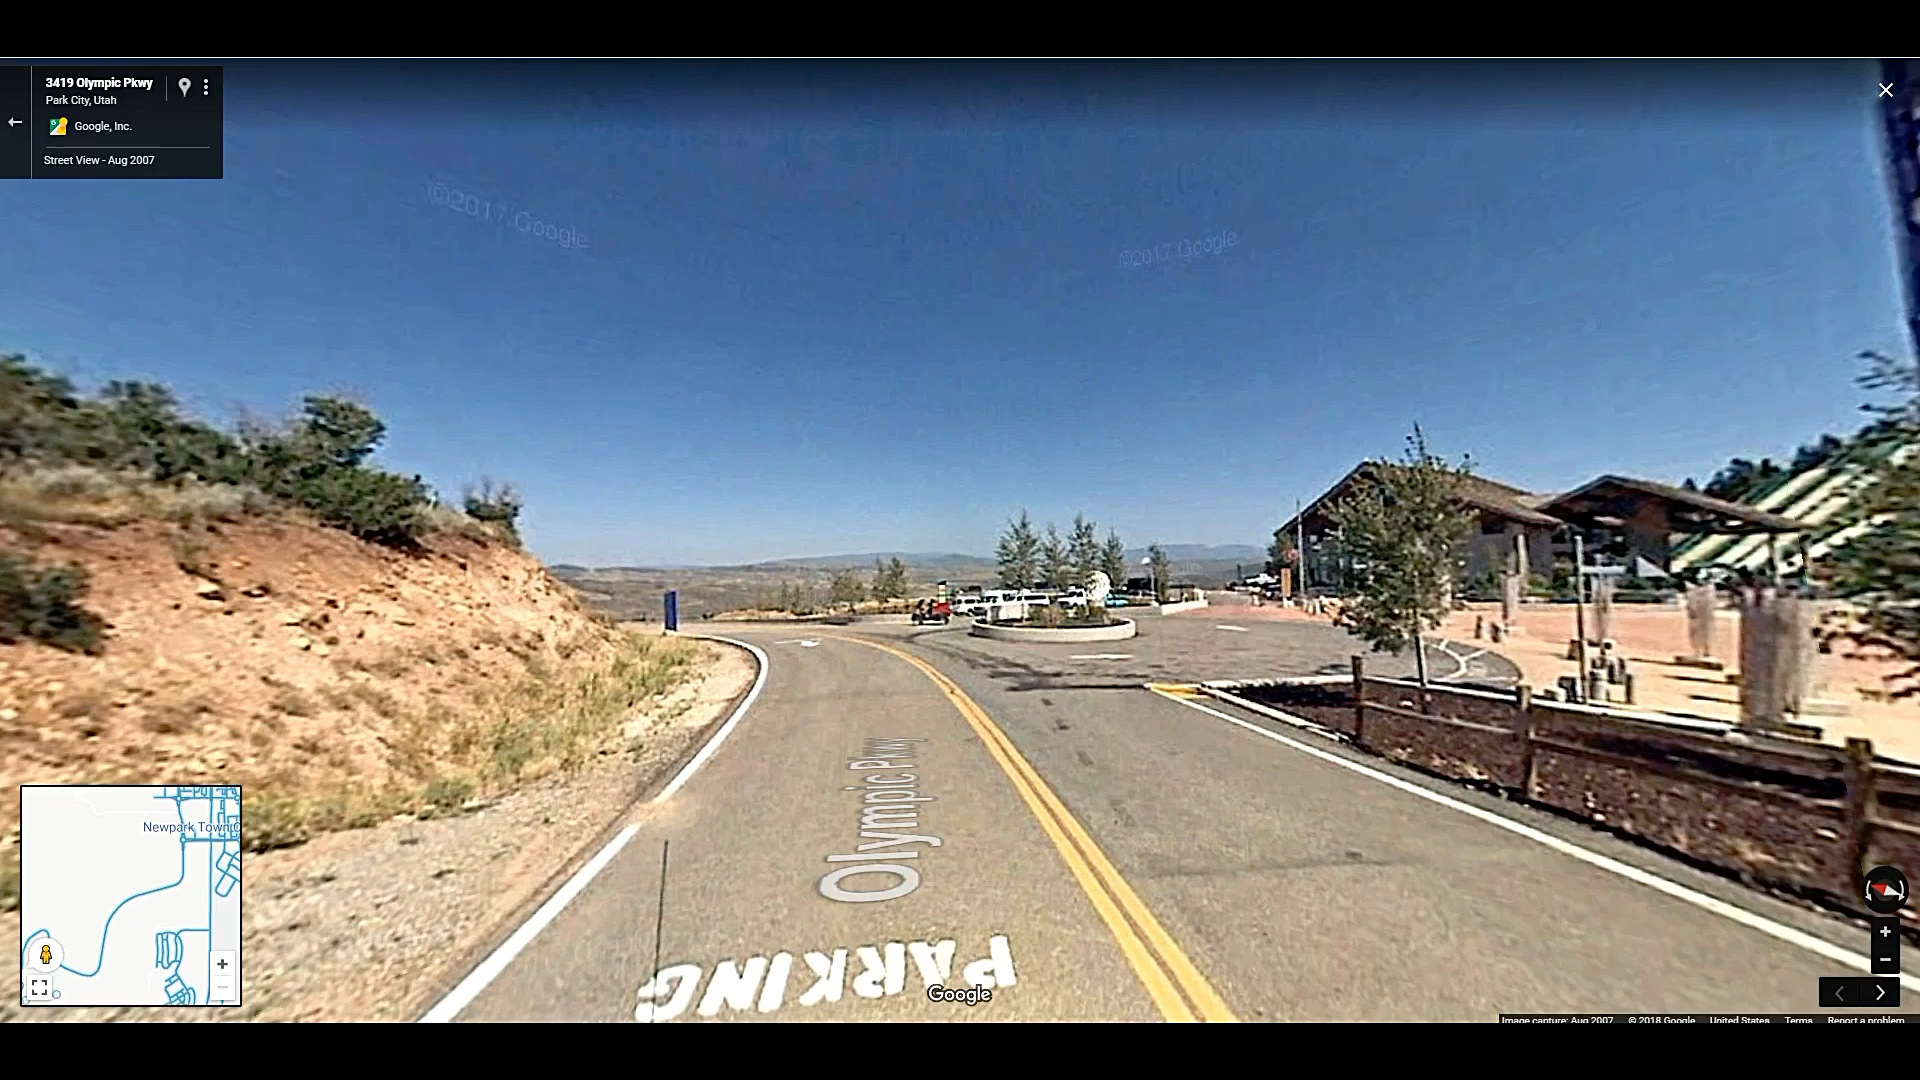 3419 Olympic Pkwy
Park City, Utah
Google, Inc.
Street View - Aug 2007
©2017 Google
©2017 Google
Newpark Town C
Olympic Pkwy
PARKING
Google
Image capture: Aug 2007 © 2018 Google United States Terms Report a problem